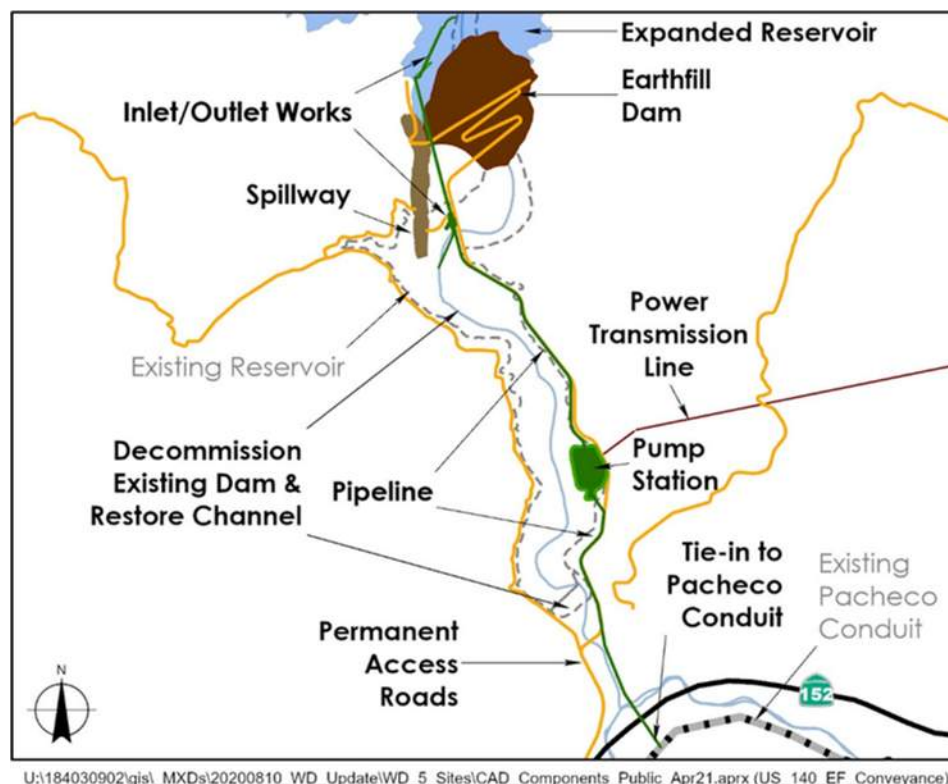 Expanded Reservoir
Earthfill
Dam
Inlet/Outlet Works
Spillway
Power
Transmission
Line
Existing Reservoir
Decommission
Existing Dam &
Restore Channel
Pipeline
Pump
Station
Tie-in to
Pacheco
Conduit
Existing
Pacheco
Conduit
Permanent
Access
Roads
152
N
U:\184030902\gis\_MXDs\20200810_WD_Update\WD_5_Sites\CAD_Components_Public_Apr21.aprx (US_140_EF_Conveyance)